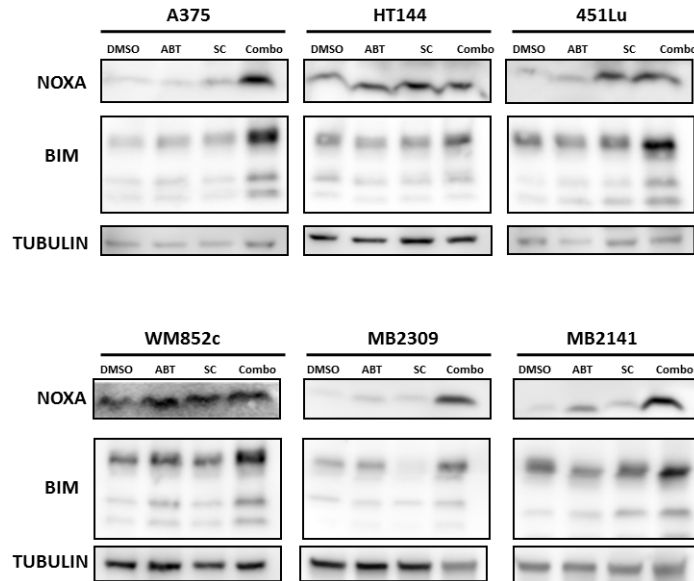 A375 HT144 451Lu
DMSO ABT SC Combo DMSO ABT SC Combo DMSO ABT SC Combo
NOXA
BIM
TUBULIN
WM852c MB2309 MB2141
DMSO ABT SC Combo DMSO ABT SC Combo DMSO ABT SC Combo
NOXA
BIM
TUBULIN